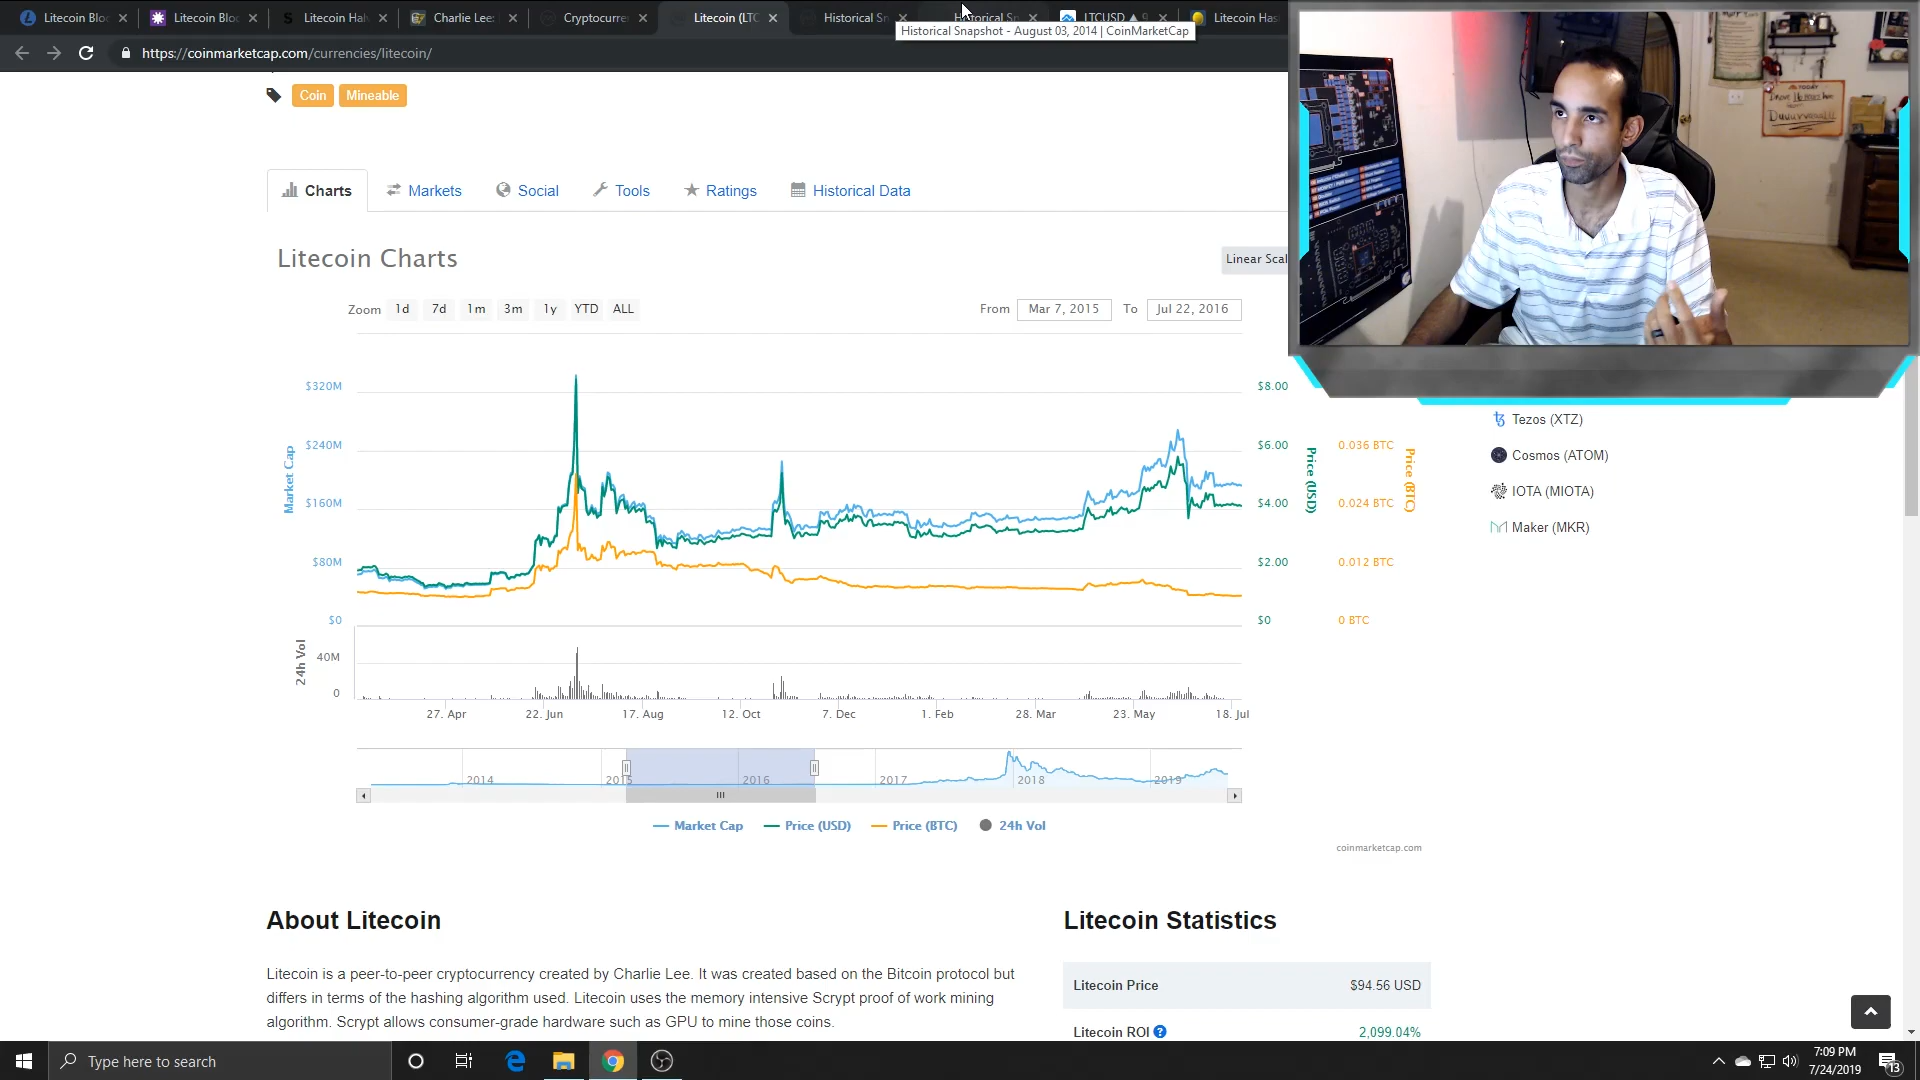 Litecoin Bloc
Litecoin Bloc
Litecoin Halv
Charlie Lee:
Cryptocurre
Litecoin (LTC
Historical Sn
Historical Sn
LTCUSD ▲ 9
Litecoin Has
Historical Snapshot - August 03, 2014 | CoinMarketCap
https://coinmarketcap.com/currencies/litecoin/
Coin
Mineable
Charts
Markets
Social
Tools
Ratings
Historical Data
Litecoin Charts
Linear Scal
Zoom 1d 7d 1m 3m 1y YTD ALL
From Mar 7, 2015 To Jul 22, 2016
$320M
$240M
$160M
$80M
$0
Market Cap
$8.00
$6.00
$4.00
$2.00
$0
Price (USD)
0.036 BTC
0.024 BTC
0.012 BTC
0 BTC
Price (BTC)
24h Vol
40M
0
27. Apr
22. Jun
17. Aug
12. Oct
7. Dec
1. Feb
28. Mar
23. May
18. Jul
2014
2015
2016
2017
2018
2019
Market Cap
Price (USD)
Price (BTC)
24h Vol
coinmarketcap.com
Tezos (XTZ)
Cosmos (ATOM)
IOTA (MIOTA)
Maker (MKR)
About Litecoin
Litecoin is a peer-to-peer cryptocurrency created by Charlie Lee. It was created based on the Bitcoin protocol but
differs in terms of the hashing algorithm used. Litecoin uses the memory intensive Scrypt proof of work mining
algorithm. Scrypt allows consumer-grade hardware such as GPU to mine those coins.
Litecoin Statistics
Litecoin Price
$94.56 USD
Litecoin ROI
2,099.04%
Type here to search
7:09 PM
7/24/2019
13